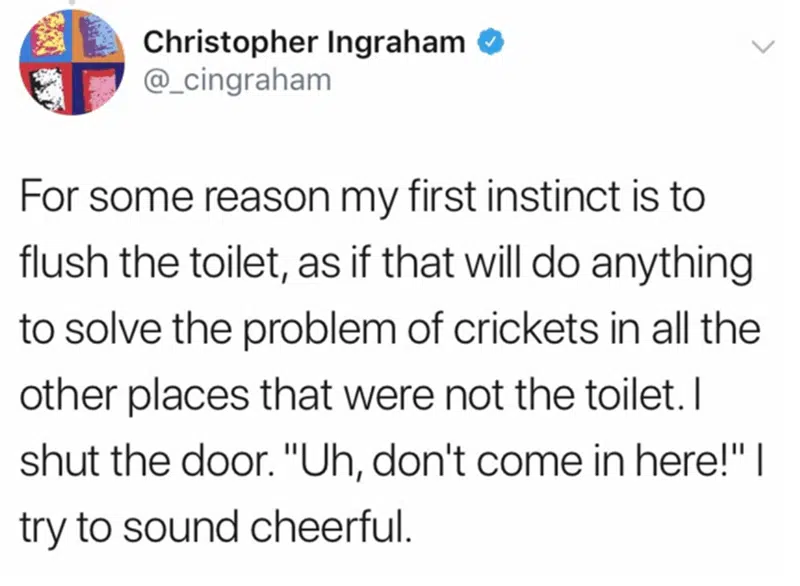 Christopher Ingraham
@_cingraham
For some reason my first instinct is to
flush the toilet, as if that will do anything
to solve the problem of crickets in all the
other places that were not the toilet. I
shut the door. "Uh, don't come in here!" I
try to sound cheerful.